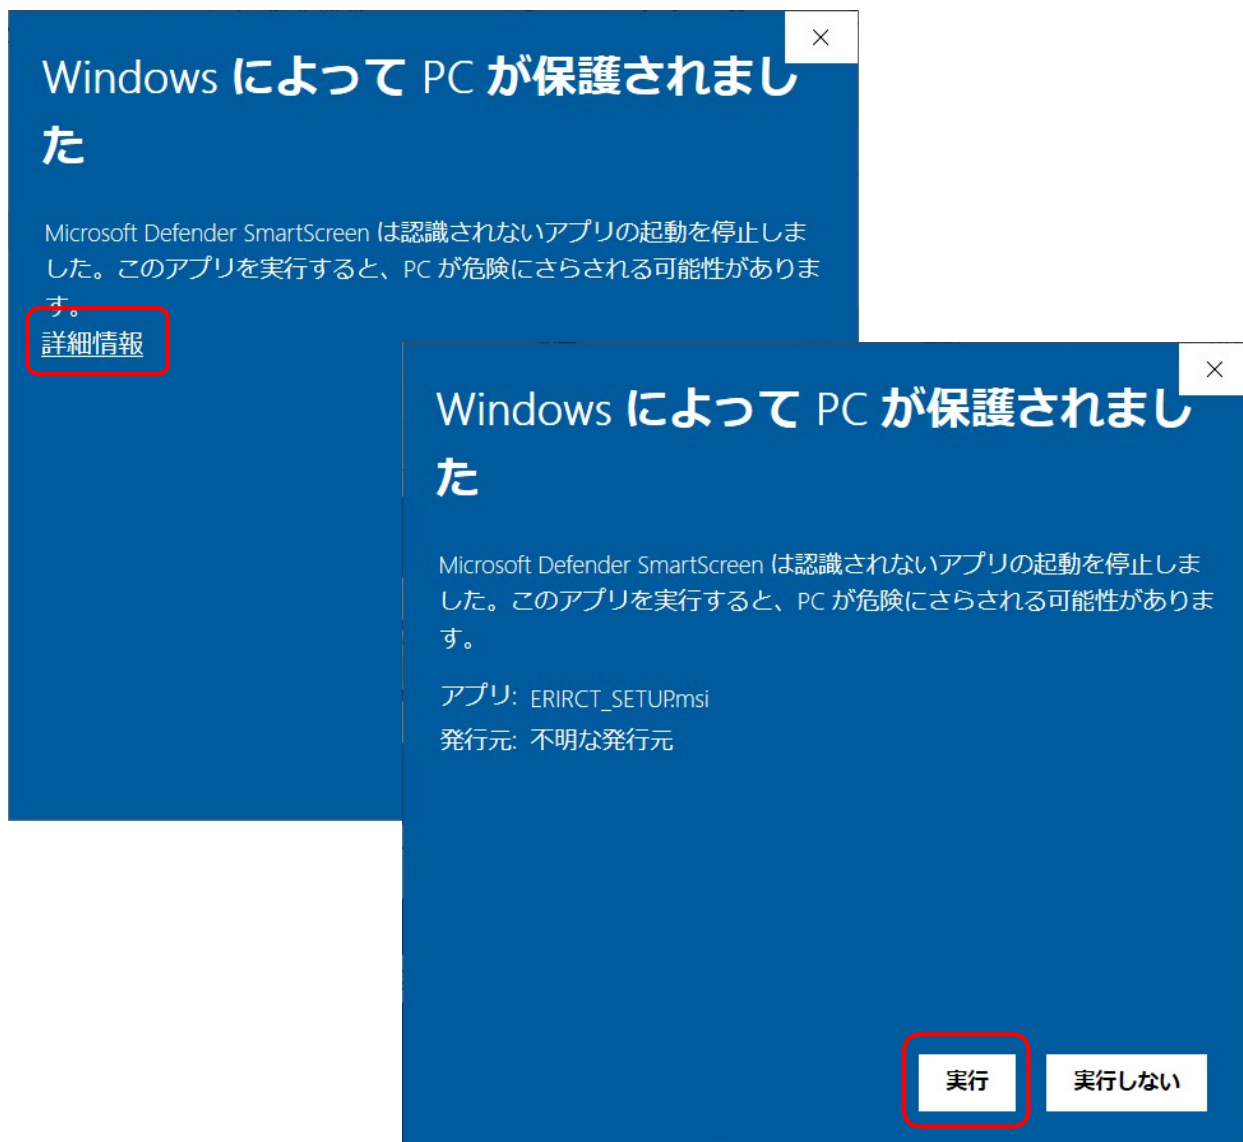 Windows によって PC が保護されまし
た
Microsoft Defender SmartScreen は認識されないアプリの起動を停止しま
した。このアプリを実行すると、PC が危険にさらされる可能性がありま
す。
詳細情報
Windows によって PC が保護されまし
た
Microsoft Defender SmartScreen は認識されないアプリの起動を停止しま
した。このアプリを実行すると、PC が危険にさらされる可能性がありま
す。
アプリ: ERIRCT_SETUP.msi
発行元: 不明な発行元
実行 実行しない